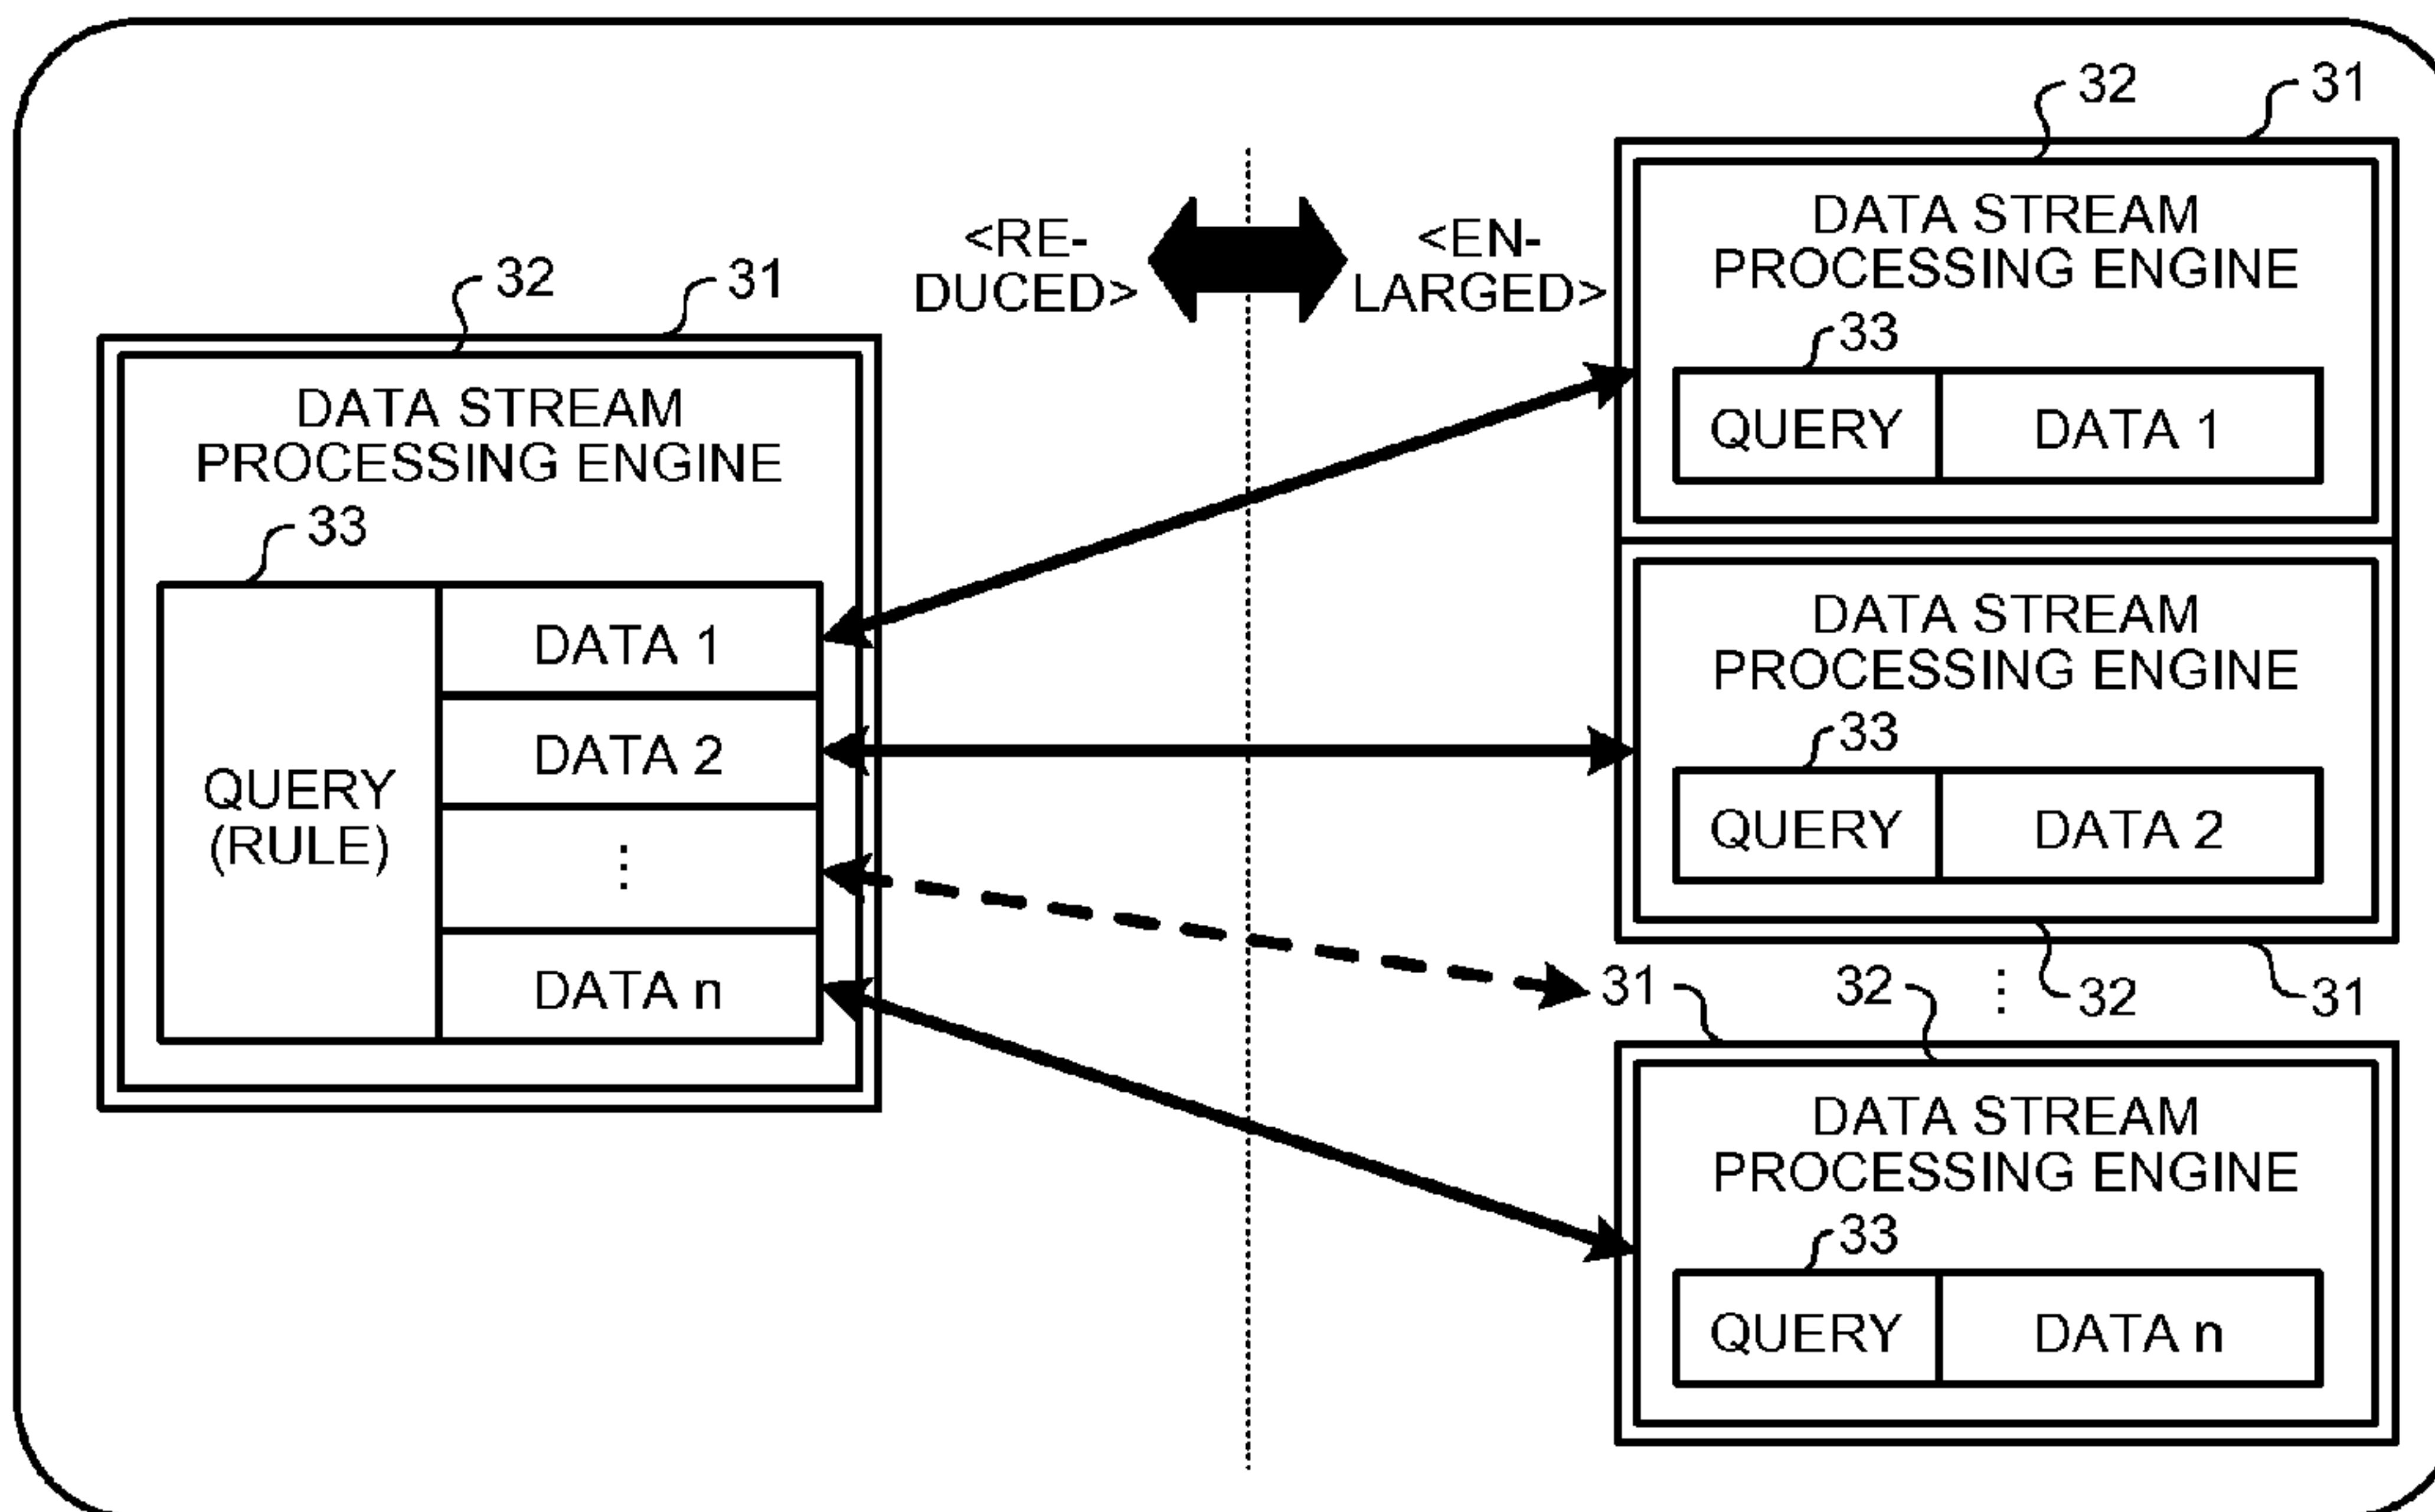 32
31
DATA STREAM
PROCESSING ENGINE
33
QUERY
(RULE)
DATA 1
DATA 2
⋮
DATA n
<RE-
DUCED>
<EN-
LARGED>
32
31
DATA STREAM
PROCESSING ENGINE
33
QUERY
DATA 1
DATA STREAM
PROCESSING ENGINE
33
QUERY
DATA 2
31
32
⋮
32
31
DATA STREAM
PROCESSING ENGINE
33
QUERY
DATA n